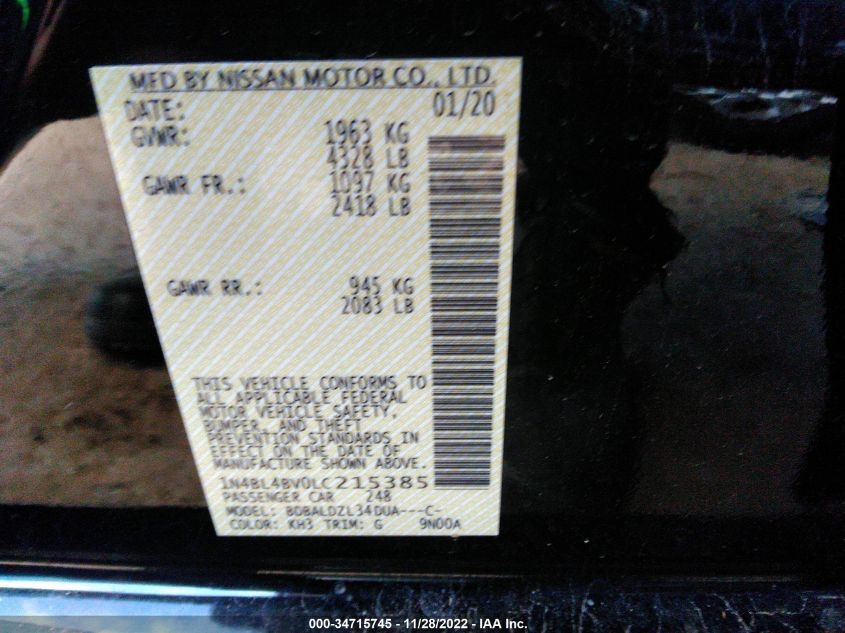 MFD BY NISSAN MOTOR CO., LTD.
DATE: 01/20
GVWR: 1963 KG
4328 LB
GAWR FR.: 1097 KG
2418 LB
GAWR RR.: 945 KG
2083 LB
THIS VEHICLE CONFORMS TO
ALL APPLICABLE FEDERAL
MOTOR VEHICLE SAFETY,
BUMPER, AND THEFT
PREVENTION STANDARDS IN
EFFECT ON THE DATE OF
MANUFACTURE SHOWN ABOVE.
1N4BL4BV0LC215385
PASSENGER CAR 248
MODEL: BDBALDZL34DUA---C-
COLOR: KH3 TRIM: G 9N00A
000-34715745 - 11/28/2022 - IAA Inc.